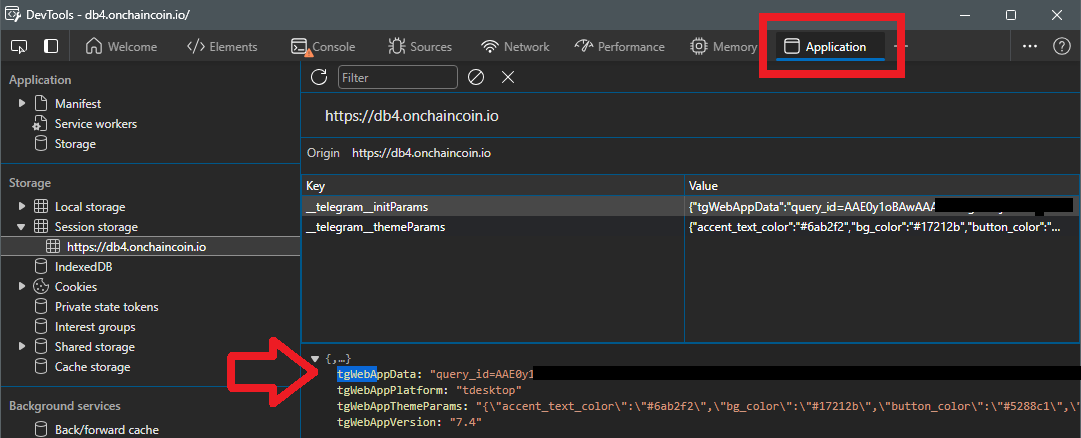 DevTools - db4.onchaincoin.io/
Welcome Elements Console Sources Network Performance Memory Application
Application
Manifest
Service workers
Storage
Storage
Local storage
Session storage
https://db4.onchaincoin.io
IndexedDB
Cookies
Private state tokens
Interest groups
Shared storage
Cache storage
Background services
Back/forward cache
Filter
https://db4.onchaincoin.io
Origin https://db4.onchaincoin.io
Key Value
__telegram__initParams {"tgWebAppData":"query_id=AAE0y1oBAwAAA
__telegram__themeParams {"accent_text_color":"#6ab2f2","bg_color":"#17212b","button_color":"...
{,…}
tgWebAppData: "query_id=AAE0y1
tgWebAppPlatform: "tdesktop"
tgWebAppThemeParams: "{\"accent_text_color\":\"#6ab2f2\",\"bg_color\":\"#17212b\",\"button_color\":\"#5288c1\",\"
tgWebAppVersion: "7.4"